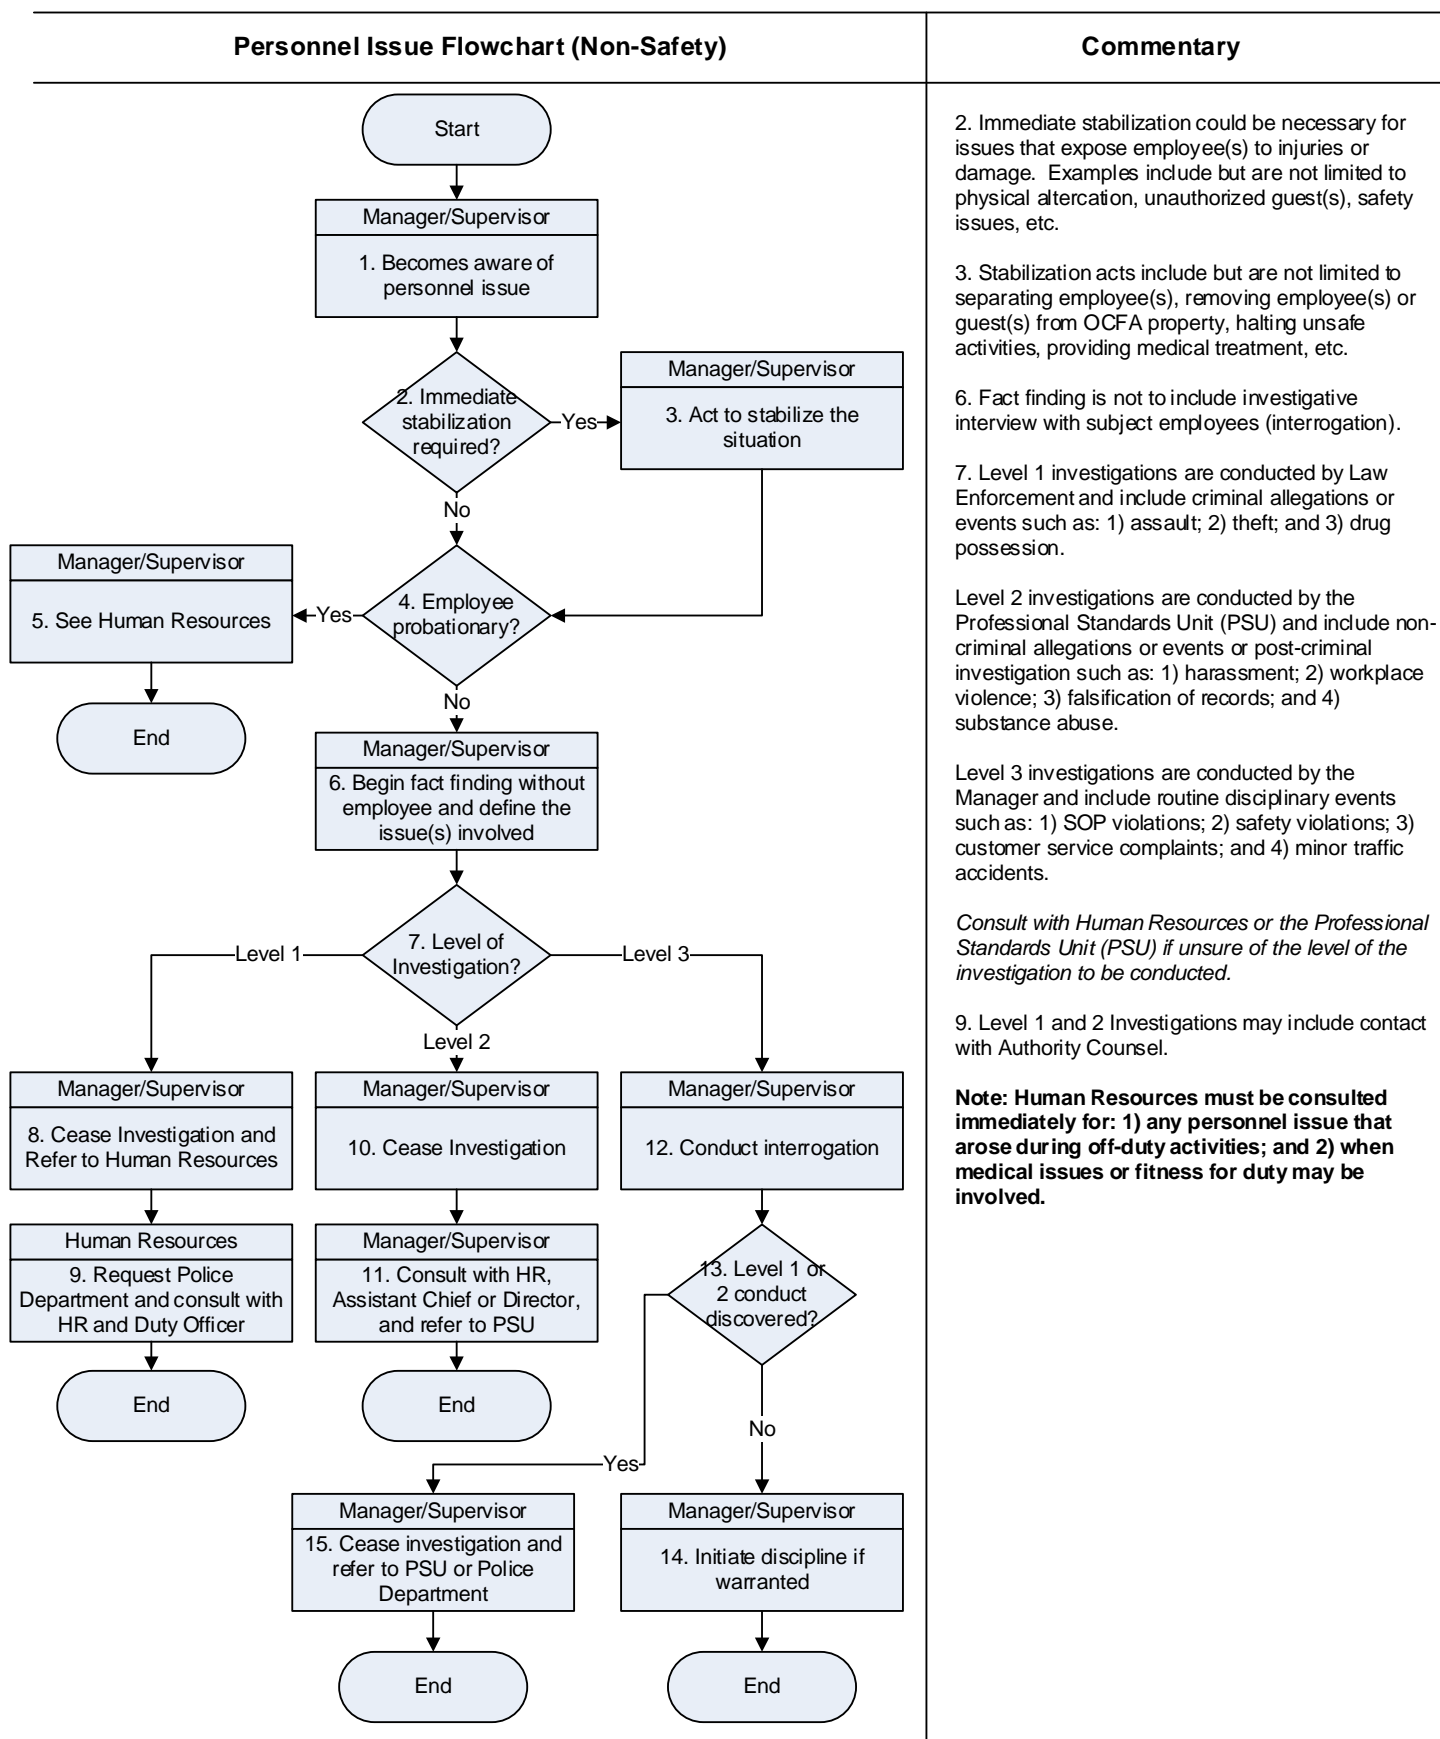 Personnel Issue Flowchart (Non-Safety)
Commentary
Start
Manager/Supervisor
1. Becomes aware of
personnel issue
2. Immediate
stabilization
required?
Yes
Manager/Supervisor
3. Act to stabilize the
situation
No
Manager/Supervisor
5. See Human Resources
Yes
4. Employee
probationary?
End
No
Manager/Supervisor
6. Begin fact finding without
employee and define the
issue(s) involved
Level 1
7. Level of
Investigation?
Level 3
Level 2
Manager/Supervisor
8. Cease Investigation and
Refer to Human Resources
Manager/Supervisor
10. Cease Investigation
Manager/Supervisor
12. Conduct interrogation
Human Resources
9. Request Police
Department and consult with
HR and Duty Officer
Manager/Supervisor
11. Consult with HR,
Assistant Chief or Director,
and refer to PSU
13. Level 1 or
2 conduct
discovered?
End
End
No
Yes
Manager/Supervisor
15. Cease investigation and
refer to PSU or Police
Department
Manager/Supervisor
14. Initiate discipline if
warranted
End
End
2. Immediate stabilization could be necessary for
issues that expose employee(s) to injuries or
damage.  Examples include but are not limited to
physical altercation, unauthorized guest(s), safety
issues, etc.
3. Stabilization acts include but are not limited to
separating employee(s), removing employee(s) or
guest(s) from OCFA property, halting unsafe
activities, providing medical treatment, etc.
6. Fact finding is not to include investigative
interview with subject employees (interrogation).
7. Level 1 investigations are conducted by Law
Enforcement and include criminal allegations or
events such as: 1) assault; 2) theft; and 3) drug
possession.
Level 2 investigations are conducted by the
Professional Standards Unit (PSU) and include non-
criminal allegations or events or post-criminal
investigation such as: 1) harassment; 2) workplace
violence; 3) falsification of records; and 4)
substance abuse.
Level 3 investigations are conducted by the
Manager and include routine disciplinary events
such as: 1) SOP violations; 2) safety violations; 3)
customer service complaints; and 4) minor traffic
accidents.
Consult with Human Resources or the Professional
Standards Unit (PSU) if unsure of the level of the
investigation to be conducted.
9. Level 1 and 2 Investigations may include contact
with Authority Counsel.
Note: Human Resources must be consulted
immediately for: 1) any personnel issue that
arose during off-duty activities; and 2) when
medical issues or fitness for duty may be
involved.